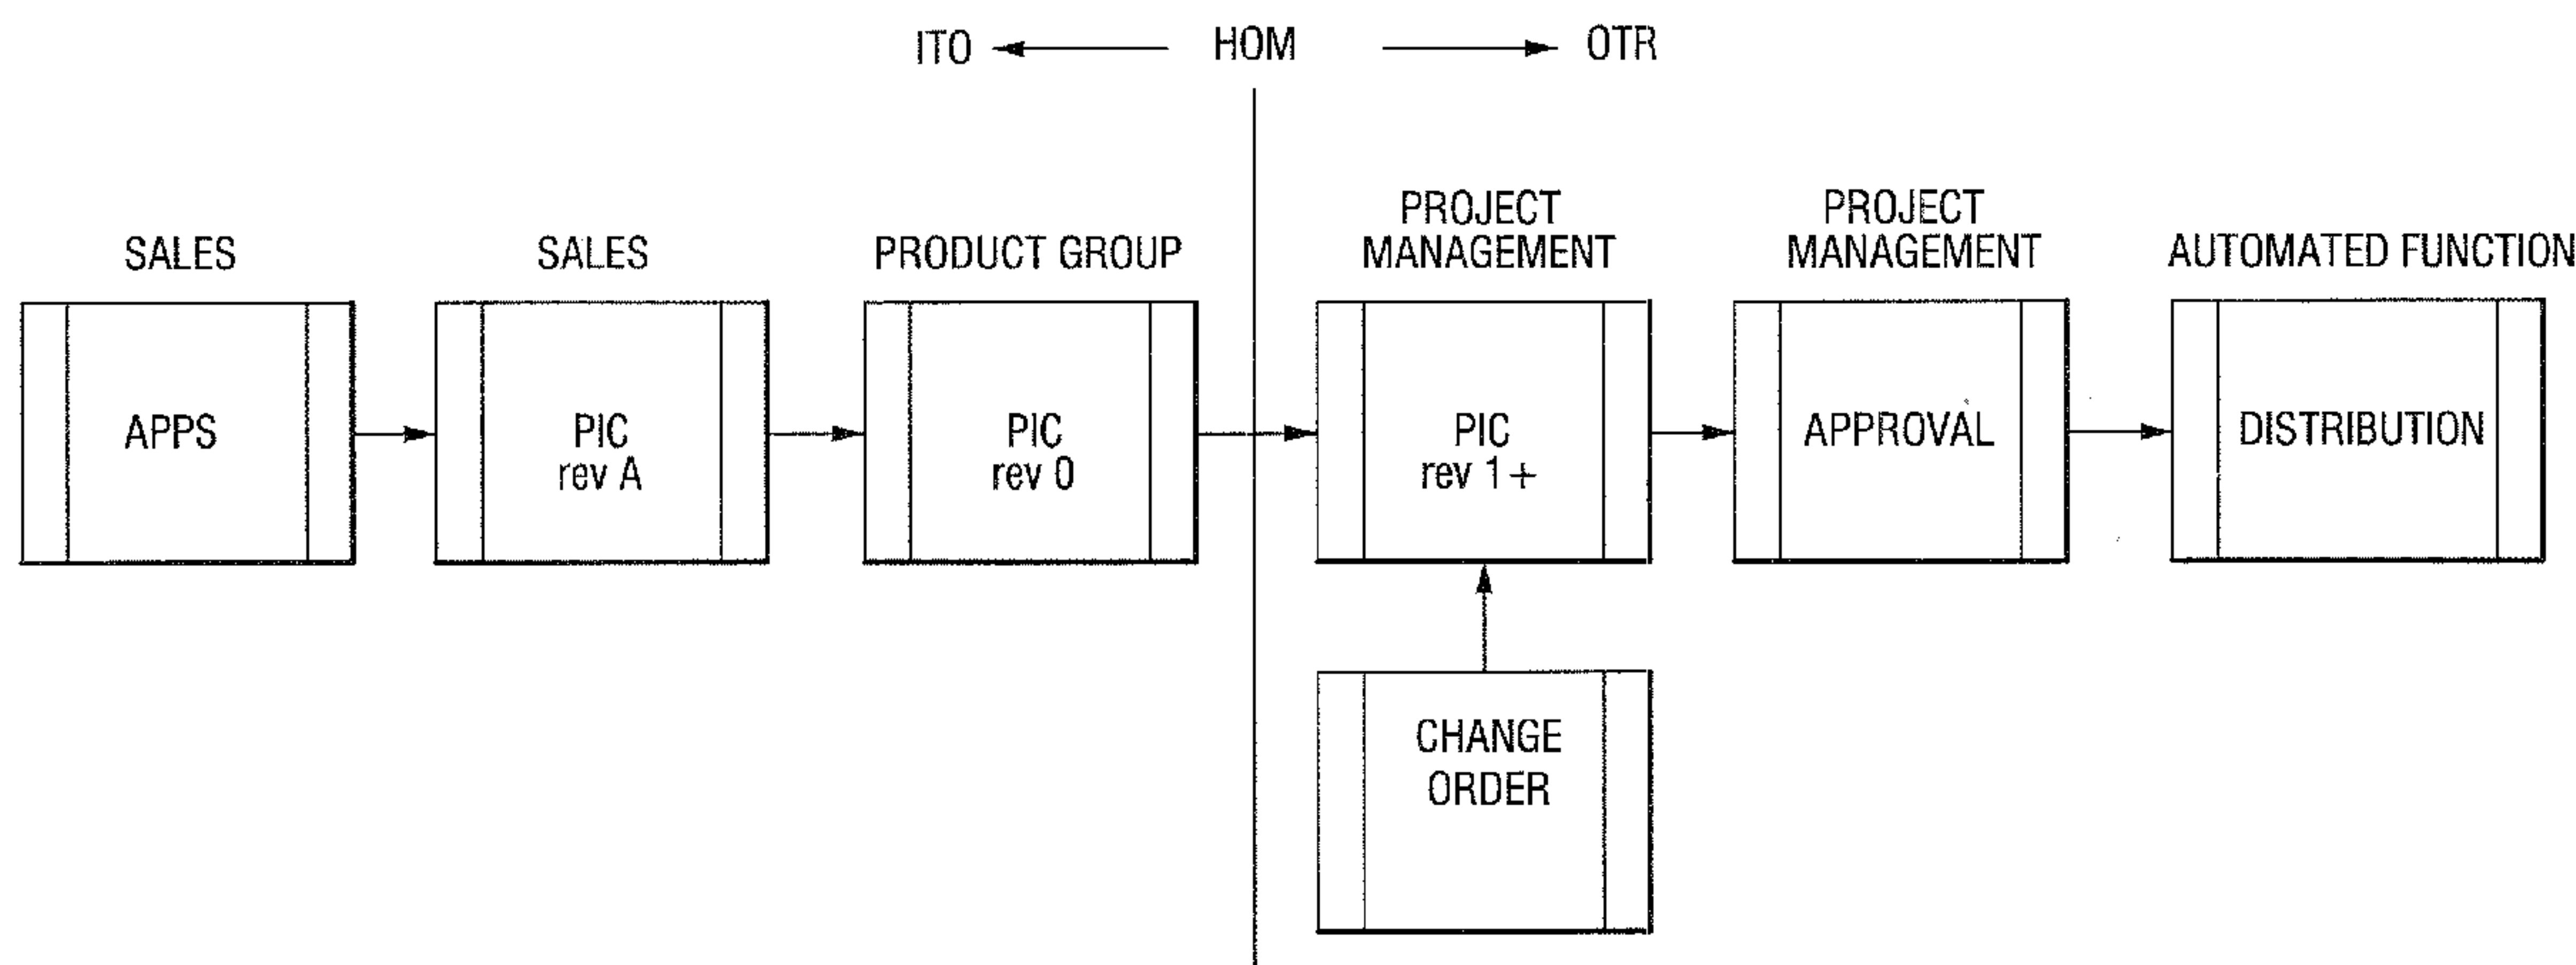 ITO HOM OTR
SALES
SALES
PRODUCT GROUP
PROJECT
MANAGEMENT
PROJECT
MANAGEMENT
AUTOMATED FUNCTION
APPS
PIC
rev A
PIC
rev 0
PIC
rev 1+
APPROVAL
DISTRIBUTION
CHANGE
ORDER